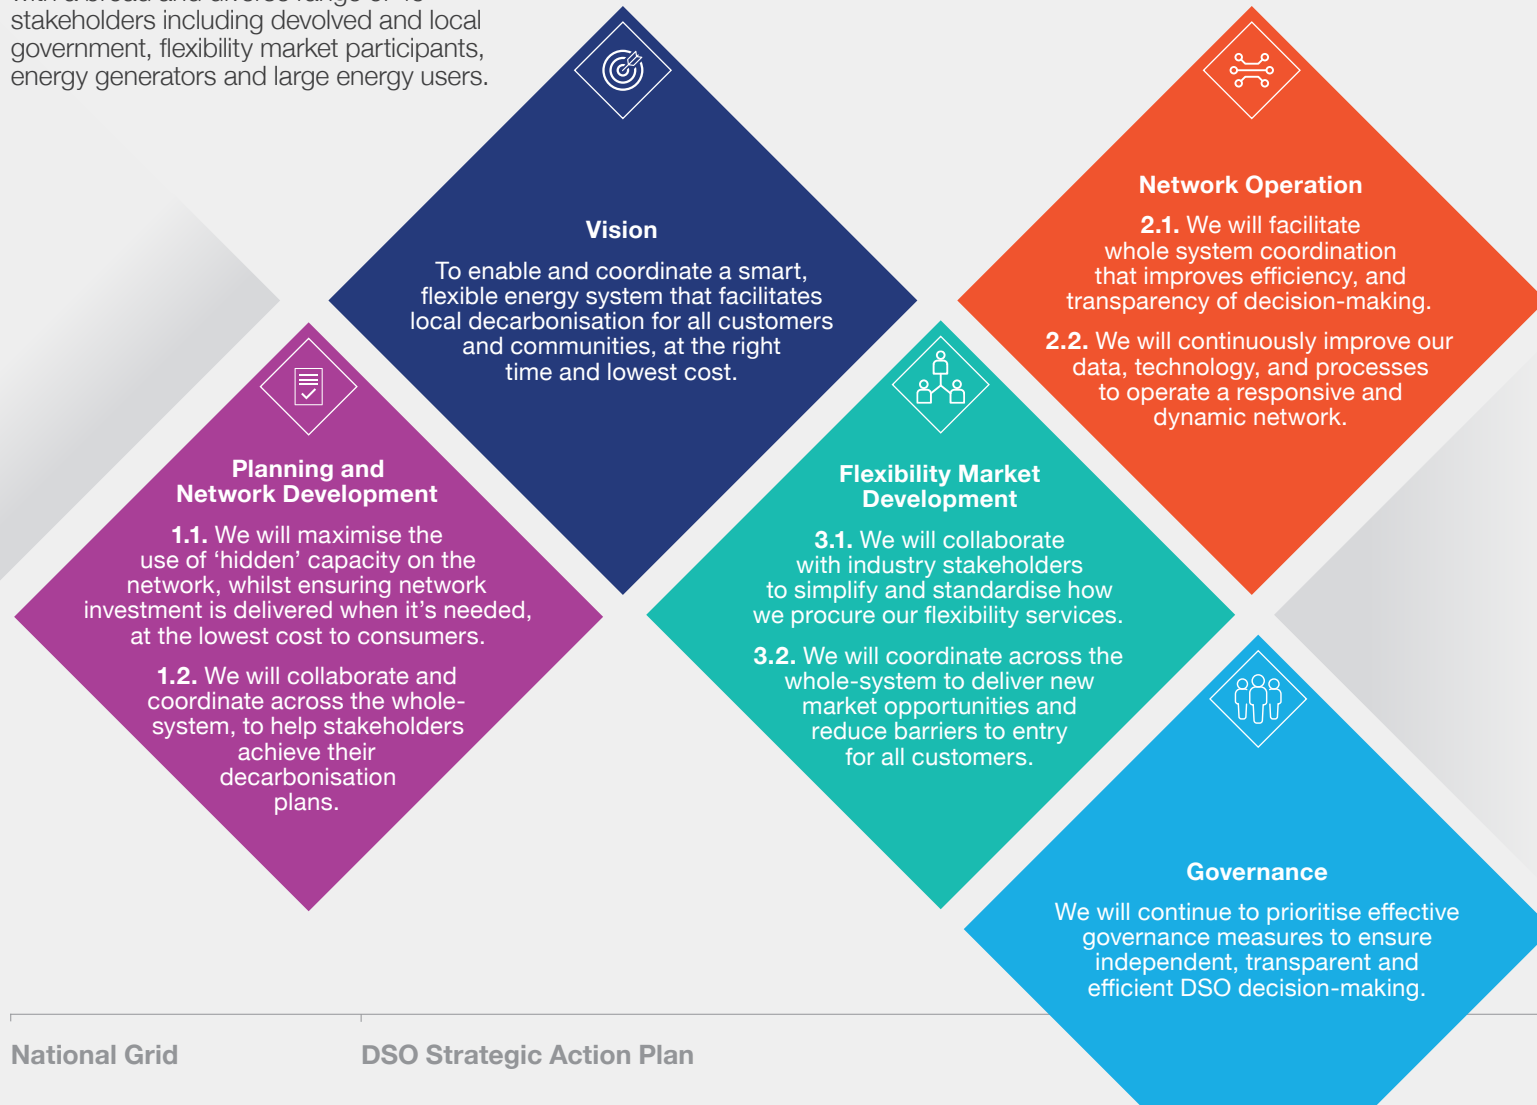 with a broad and diverse range of
stakeholders including devolved and local
government, flexibility market participants,
energy generators and large energy users.
Vision
To enable and coordinate a smart,
flexible energy system that facilitates
local decarbonisation for all customers
and communities, at the right
time and lowest cost.
Network Operation
2.1. We will facilitate
whole system coordination
that improves efficiency, and
transparency of decision-making.
2.2. We will continuously improve our
data, technology, and processes
to operate a responsive and
dynamic network.
Planning and
Network Development
1.1. We will maximise the
use of ‘hidden’ capacity on the
network, whilst ensuring network
investment is delivered when it’s needed,
at the lowest cost to consumers.
1.2. We will collaborate and
coordinate across the whole-
system, to help stakeholders
achieve their
decarbonisation
plans.
Flexibility Market
Development
3.1. We will collaborate
with industry stakeholders
to simplify and standardise how
we procure our flexibility services.
3.2. We will coordinate across the
whole-system to deliver new
market opportunities and
reduce barriers to entry
for all customers.
Governance
We will continue to prioritise effective
governance measures to ensure
independent, transparent and
efficient DSO decision-making.
National Grid
DSO Strategic Action Plan